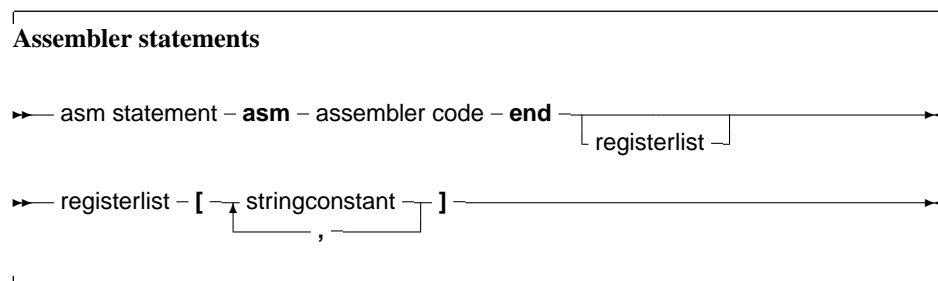 Assembler statements
asm statement – asm – assembler code – end
registerlist
registerlist – [ stringconstant ]
,